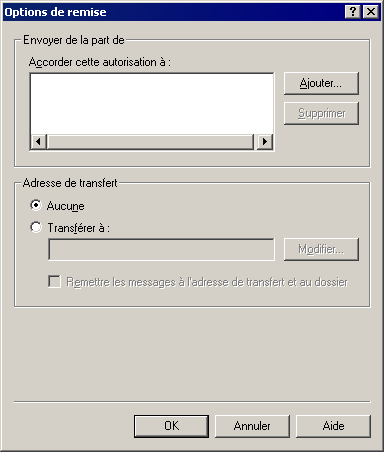 Options de remise
Envoyer de la part de
Accorder cette autorisation à :
Ajouter...
Supprimer
Adresse de transfert
Aucune
Transférer à :
Modifier...
Remettre les messages à l'adresse de transfert et au dossier
OK
Annuler
Aide